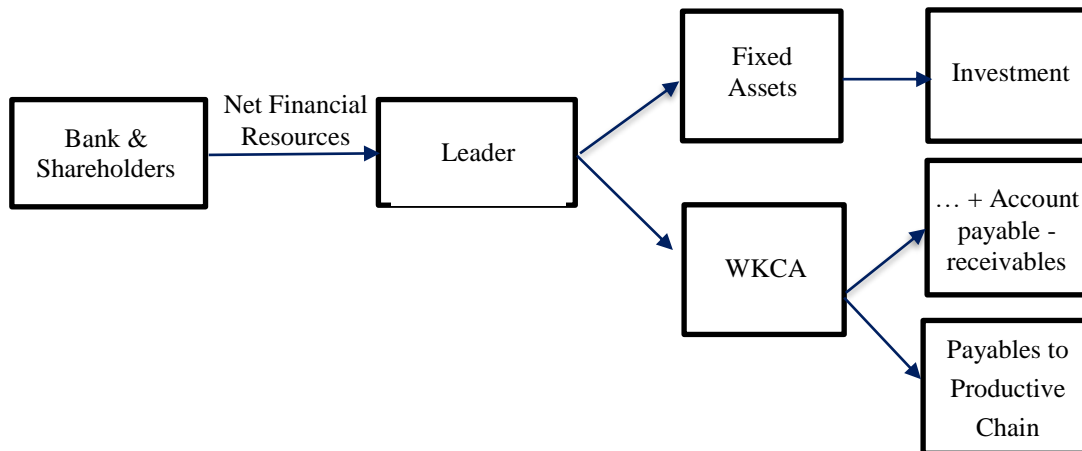 Bank &
Shareholders
Net Financial
Resources
Leader
Fixed
Assets
Investment
WKCA
… + Account
payable -
receivables
Payables to
Productive
Chain